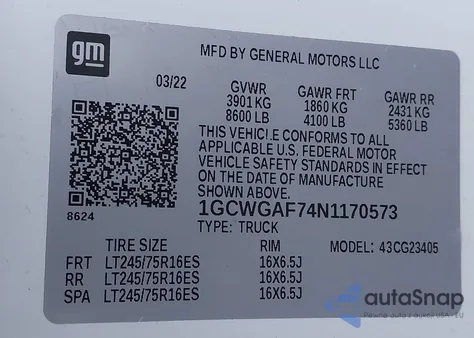 gm
MFD BY GENERAL MOTORS LLC
03/22 GVWR GAWR FRT GAWR RR
3901 KG 1860 KG 2431 KG
8600 LB 4100 LB 5360 LB
THIS VEHICLE CONFORMS TO ALL
APPLICABLE U.S. FEDERAL MOTOR
VEHICLE SAFETY STANDARDS IN EFFECT
ON THE DATE OF MANUFACTURE
SHOWN ABOVE.
8624
1GCWGAF74N1170573
TYPE: TRUCK
TIRE SIZE RIM MODEL: 43CG23405
FRT LT245/75R16ES 16X6.5J
RR LT245/75R16ES 16X6.5J
SPA LT245/75R16ES 16X6.5J
autoSnap